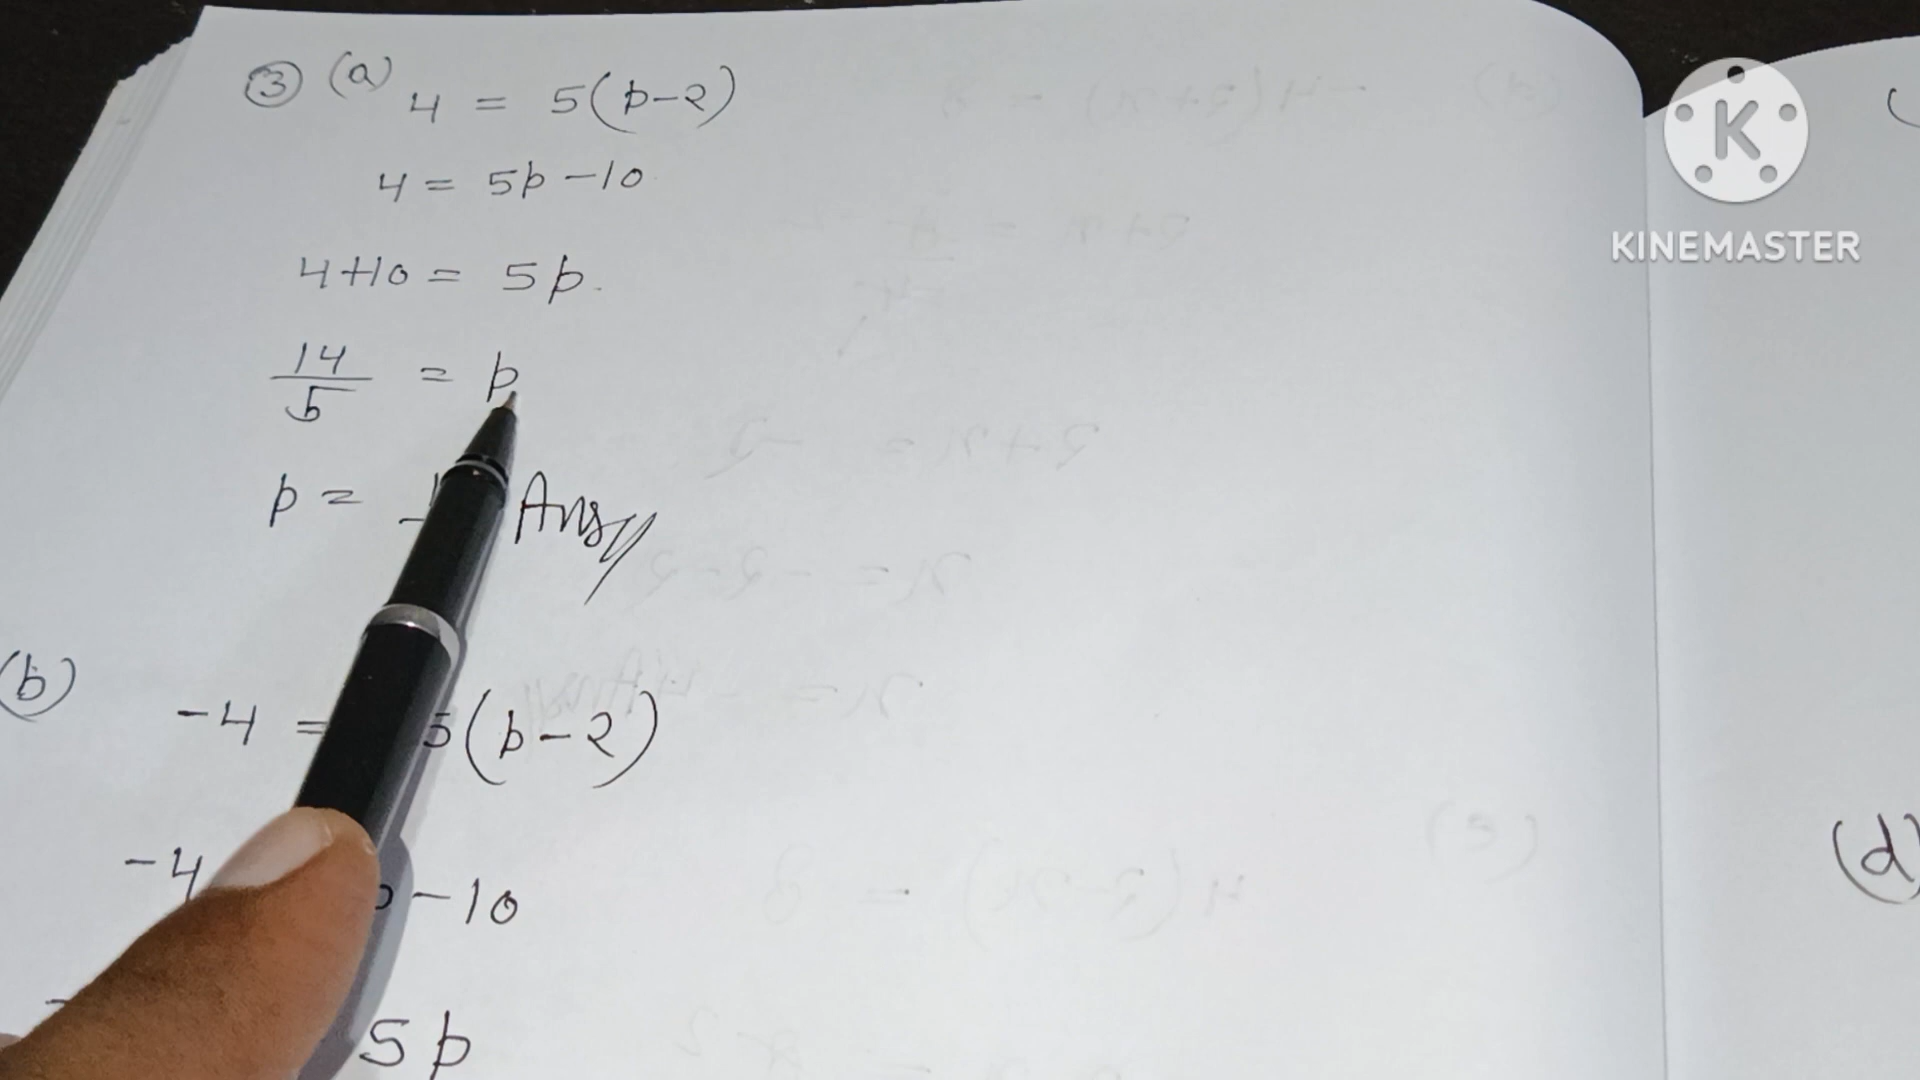 ③ (a) 4 = 5(p-2)
4 = 5p -10
4+10 = 5p.
14/5 = p
p = Ans
(b) -4 = 5(p-2)
-4 -10
5p
(d)
K
KINEMASTER